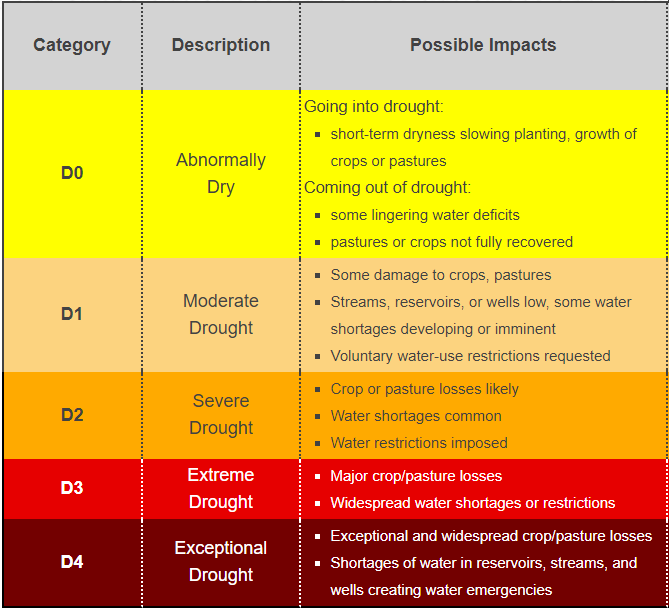 Category Description Possible Impacts
D0
Abnormally
Dry
Going into drought:
▪ short-term dryness slowing planting, growth of
crops or pastures
Coming out of drought:
▪ some lingering water deficits
▪ pastures or crops not fully recovered
D1
Moderate
Drought
▪ Some damage to crops, pastures
▪ Streams, reservoirs, or wells low, some water
shortages developing or imminent
▪ Voluntary water-use restrictions requested
D2
Severe
Drought
▪ Crop or pasture losses likely
▪ Water shortages common
▪ Water restrictions imposed
D3
Extreme
Drought
▪ Major crop/pasture losses
▪ Widespread water shortages or restrictions
D4
Exceptional
Drought
▪ Exceptional and widespread crop/pasture losses
▪ Shortages of water in reservoirs, streams, and
wells creating water emergencies